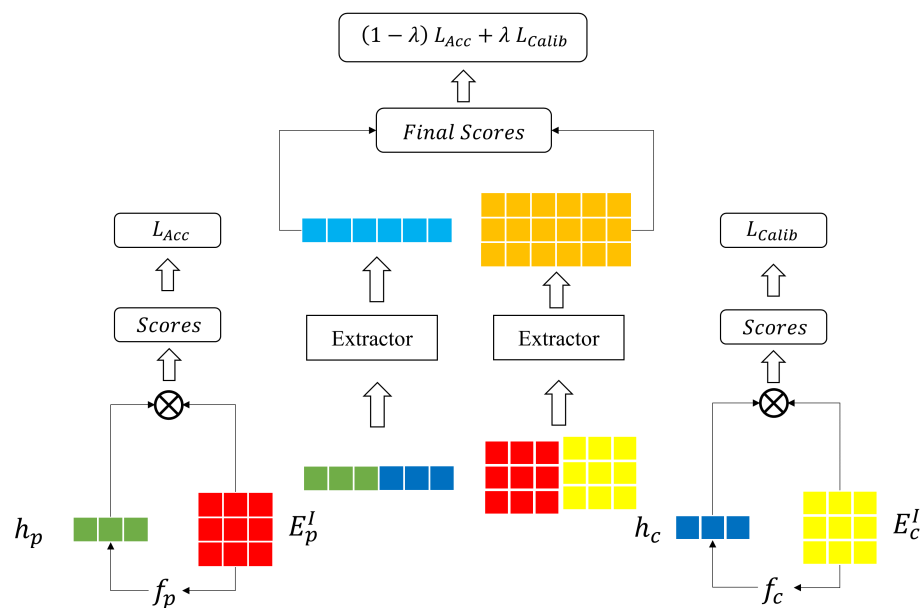 (1 − λ) L_Acc + λ L_Calib
Final Scores
L_Acc
L_Calib
Scores
Extractor
Extractor
Scores
h_p
E_p^I
h_c
E_c^I
f_p
f_c